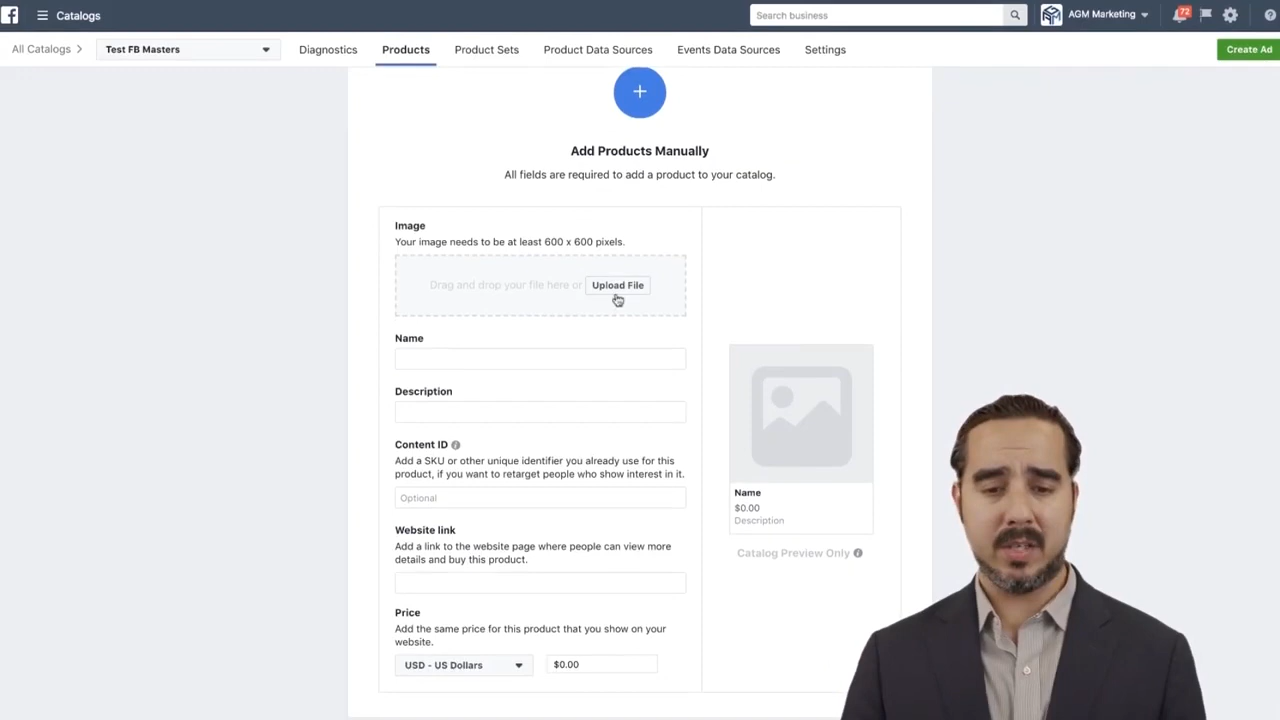 Catalogs
Search business
AGM Marketing
72
All Catalogs
Test FB Masters
Diagnostics
Products
Product Sets
Product Data Sources
Events Data Sources
Settings
Create Ad
Add Products Manually
All fields are required to add a product to your catalog.
Image
Your image needs to be at least 600 x 600 pixels.
Drag and drop your file here or Upload File
Name
Description
Content ID
Add a SKU or other unique identifier you already use for this
product, if you want to retarget people who show interest in it.
Optional
Website link
Add a link to the website page where people can view more
details and buy this product.
Price
Add the same price for this product that you show on your
website.
USD - US Dollars
$0.00
Name
$0.00
Description
Catalog Preview Only